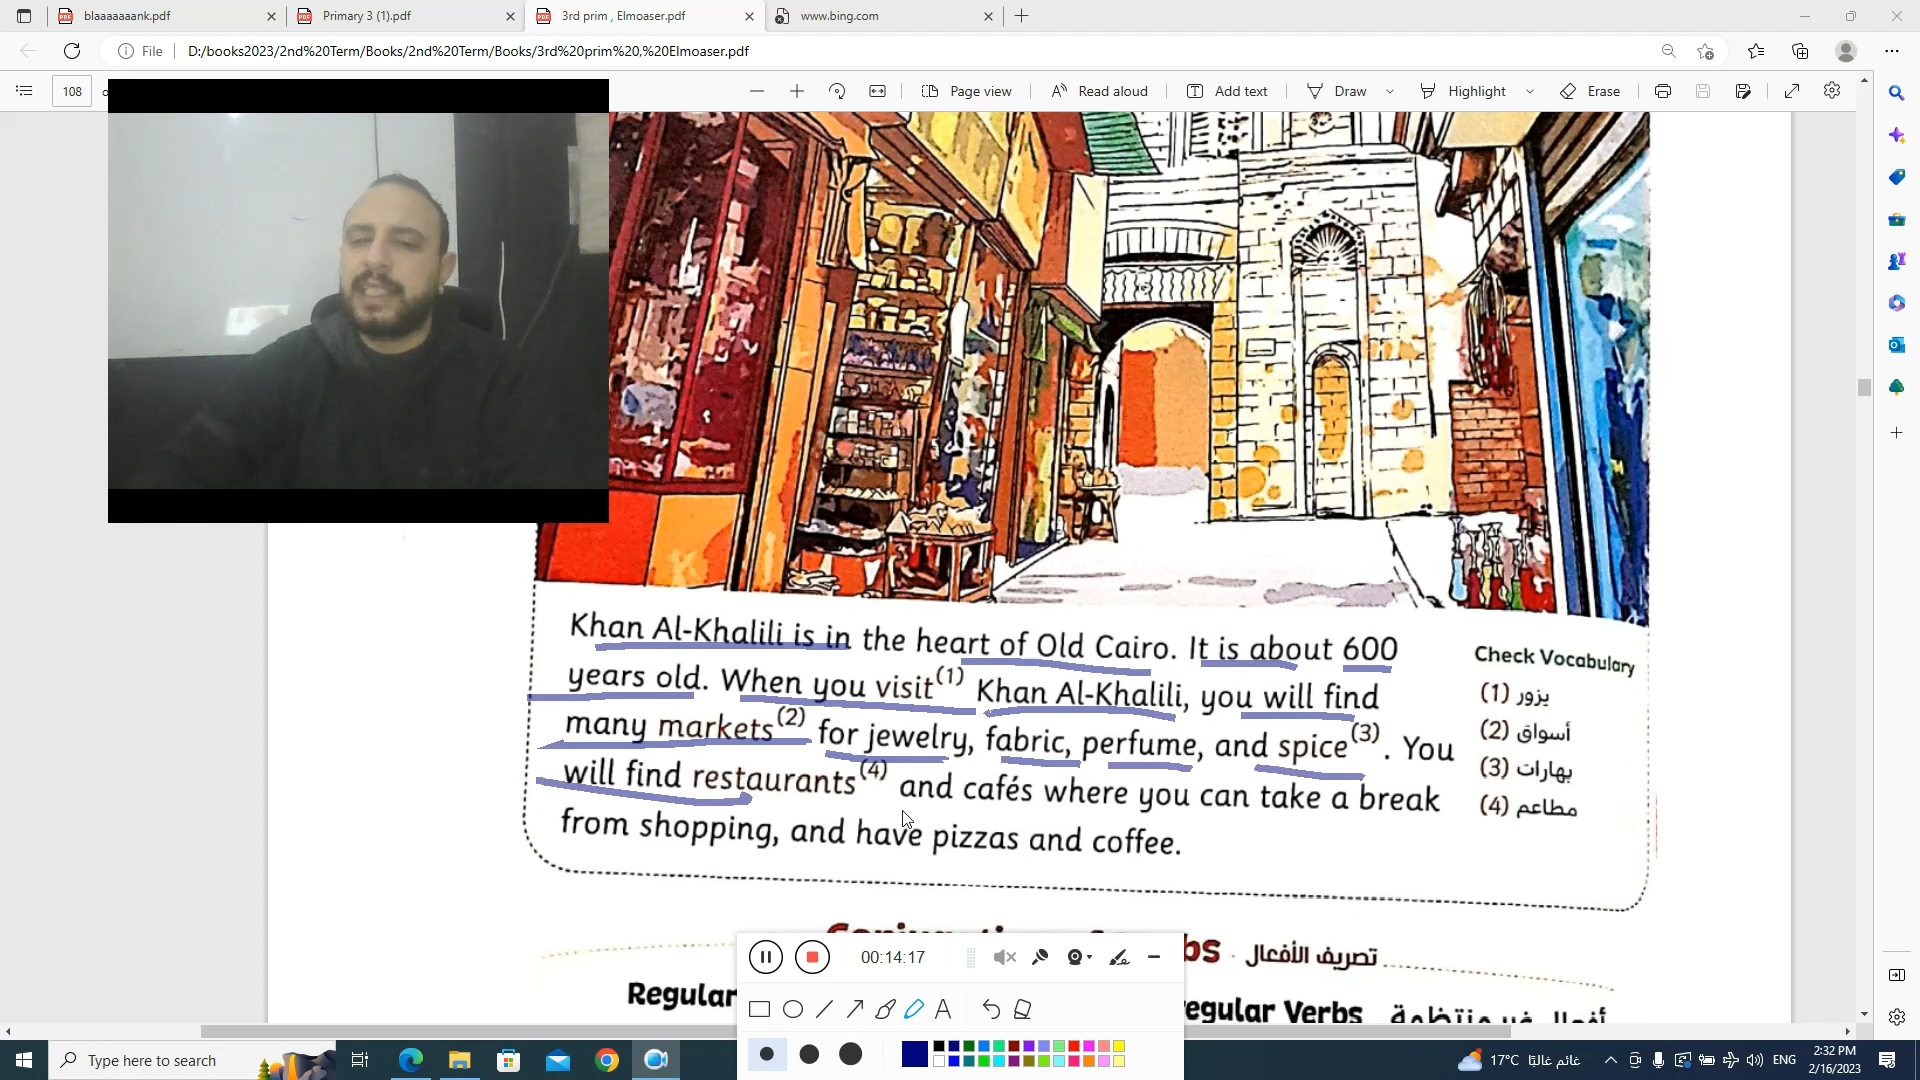 blaaaaaaank.pdf
Primary 3 (1).pdf
3rd prim , Elmoaser.pdf
www.bing.com
File
D:/books2023/2nd%20Term/Books/2nd%20Term/Books/3rd%20prim%20,%20Elmoaser.pdf
108
Page view
Read aloud
Add text
Draw
Highlight
Erase
Khan Al-Khalili is in the heart of Old Cairo. It is about 600
years old. When you visit(1) Khan Al-Khalili, you will find
many markets(2) for jewelry, fabric, perfume, and spice(3). You
will find restaurants(4) and cafés where you can take a break
from shopping, and have pizzas and coffee.
Check Vocabulary
(1) يزور
(2) أسواق
(3) بهارات
(4) مطاعم
تصريف الأفعال
Regular
egular Verbs
أفعال غير منتظمة
00:14:17
Type here to search
17°C
غائم غالبًا
ENG
2:32 PM
2/16/2023